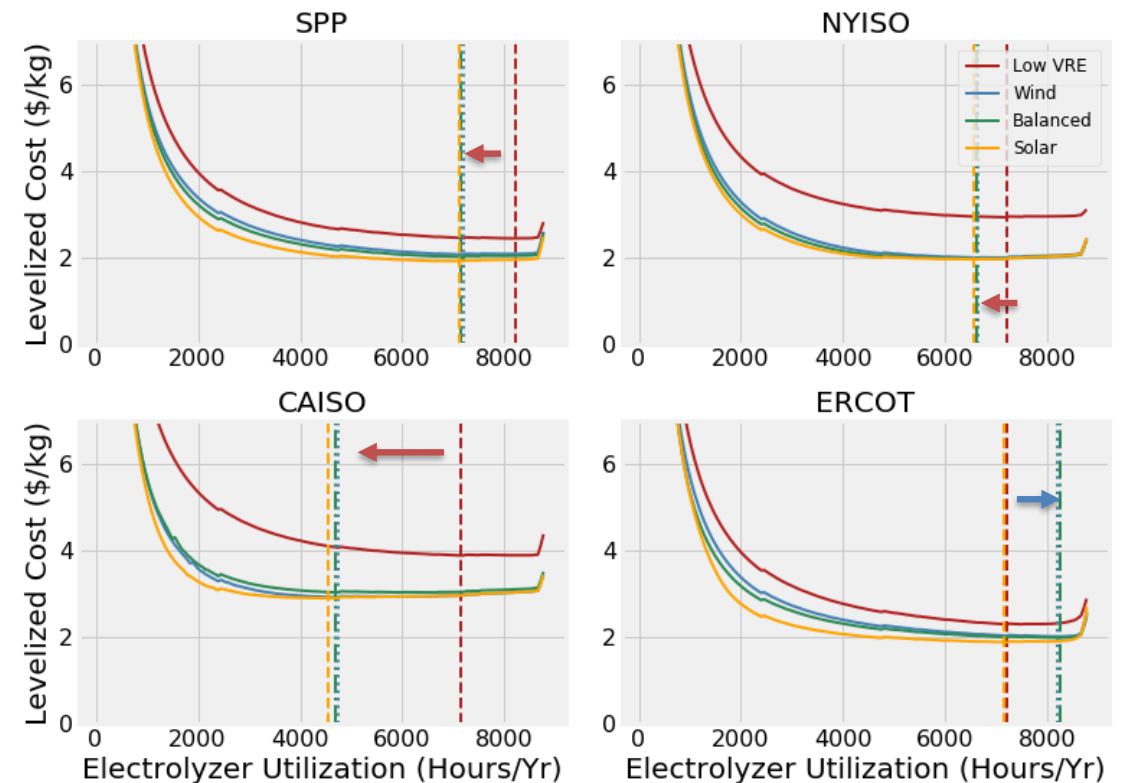 SPP
Levelized Cost ($/kg)
6
4
2
0
0 2000 4000 6000 8000
NYISO
Low VRE
Wind
Balanced
Solar
6
4
2
0
0 2000 4000 6000 8000
CAISO
Levelized Cost ($/kg)
6
4
2
0
0 2000 4000 6000 8000
Electrolyzer Utilization (Hours/Yr)
ERCOT
6
4
2
0
0 2000 4000 6000 8000
Electrolyzer Utilization (Hours/Yr)